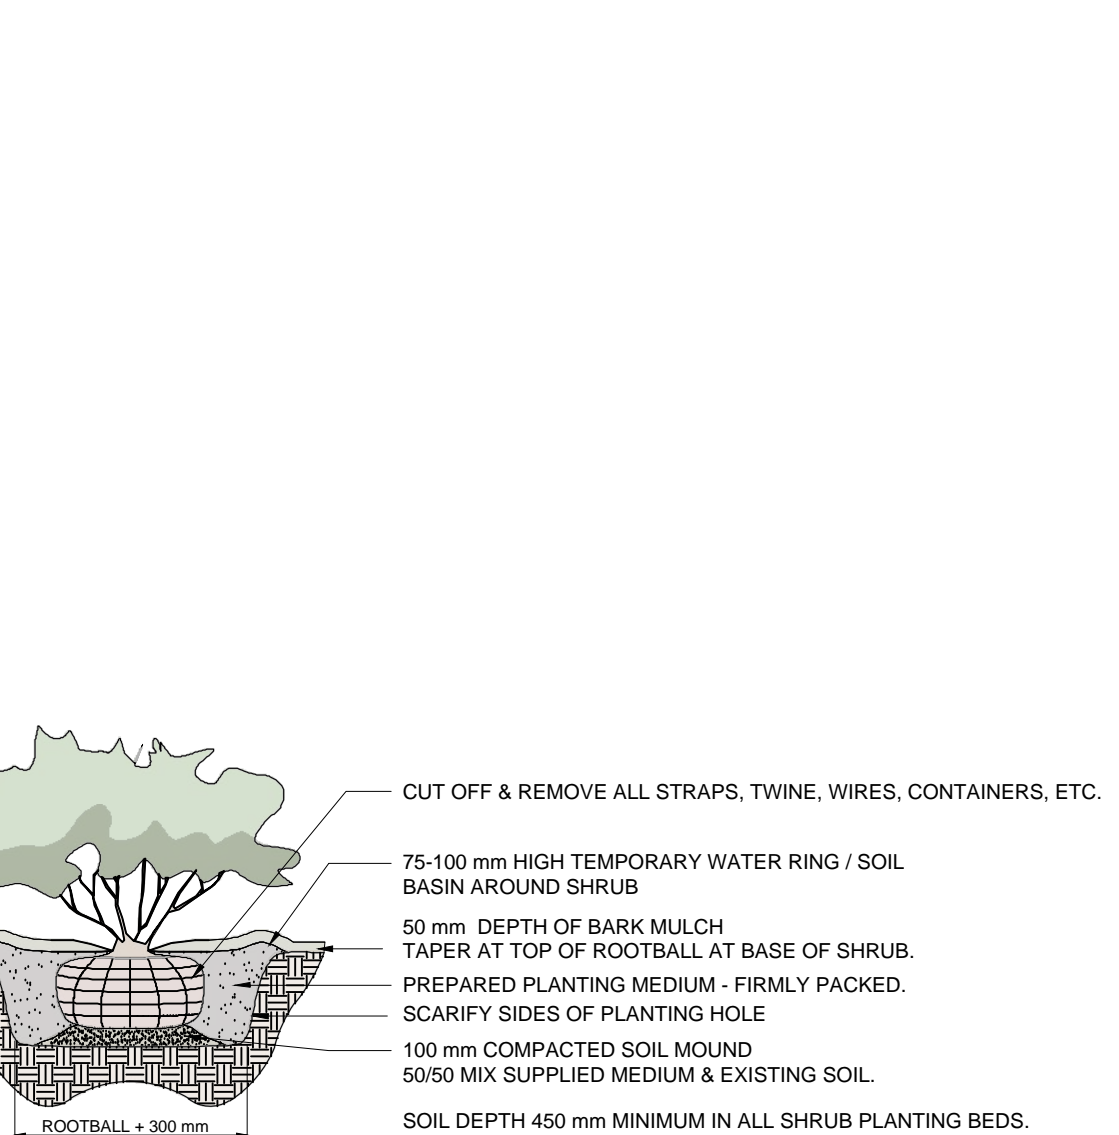 CUT OFF & REMOVE ALL STRAPS, TWINE, WIRES, CONTAINERS, ETC.
75-100 mm HIGH TEMPORARY WATER RING / SOIL
BASIN AROUND SHRUB
50 mm  DEPTH OF BARK MULCH
TAPER AT TOP OF ROOTBALL AT BASE OF SHRUB.
PREPARED PLANTING MEDIUM - FIRMLY PACKED.
SCARIFY SIDES OF PLANTING HOLE
100 mm COMPACTED SOIL MOUND
50/50 MIX SUPPLIED MEDIUM & EXISTING SOIL.
SOIL DEPTH 450 mm MINIMUM IN ALL SHRUB PLANTING BEDS.
ROOTBALL + 300 mm